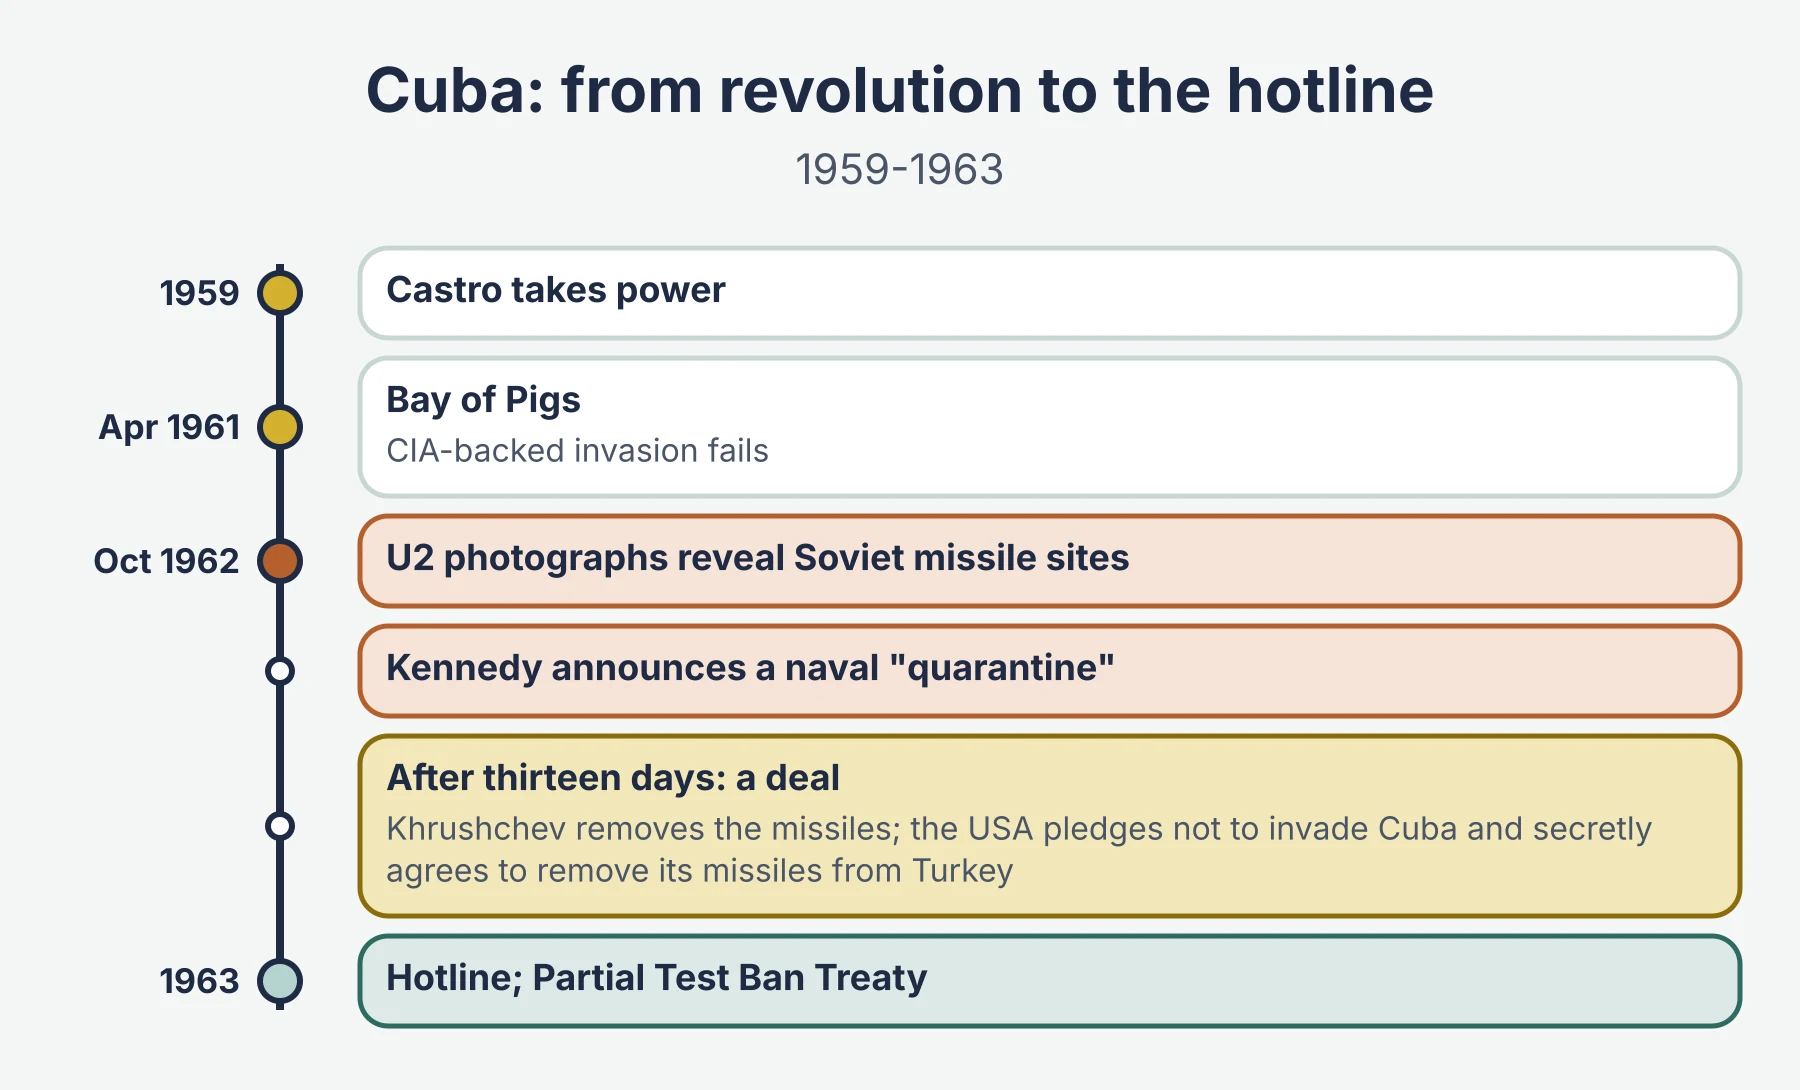 Cuba: from revolution to the hotline
1959-1963
1959
Castro takes power
Apr 1961
Bay of Pigs
CIA-backed invasion fails
Oct 1962
U2 photographs reveal Soviet missile sites
Kennedy announces a naval "quarantine"
After thirteen days: a deal
Khrushchev removes the missiles; the USA pledges not to invade Cuba and secretly
agrees to remove its missiles from Turkey
1963
Hotline; Partial Test Ban Treaty